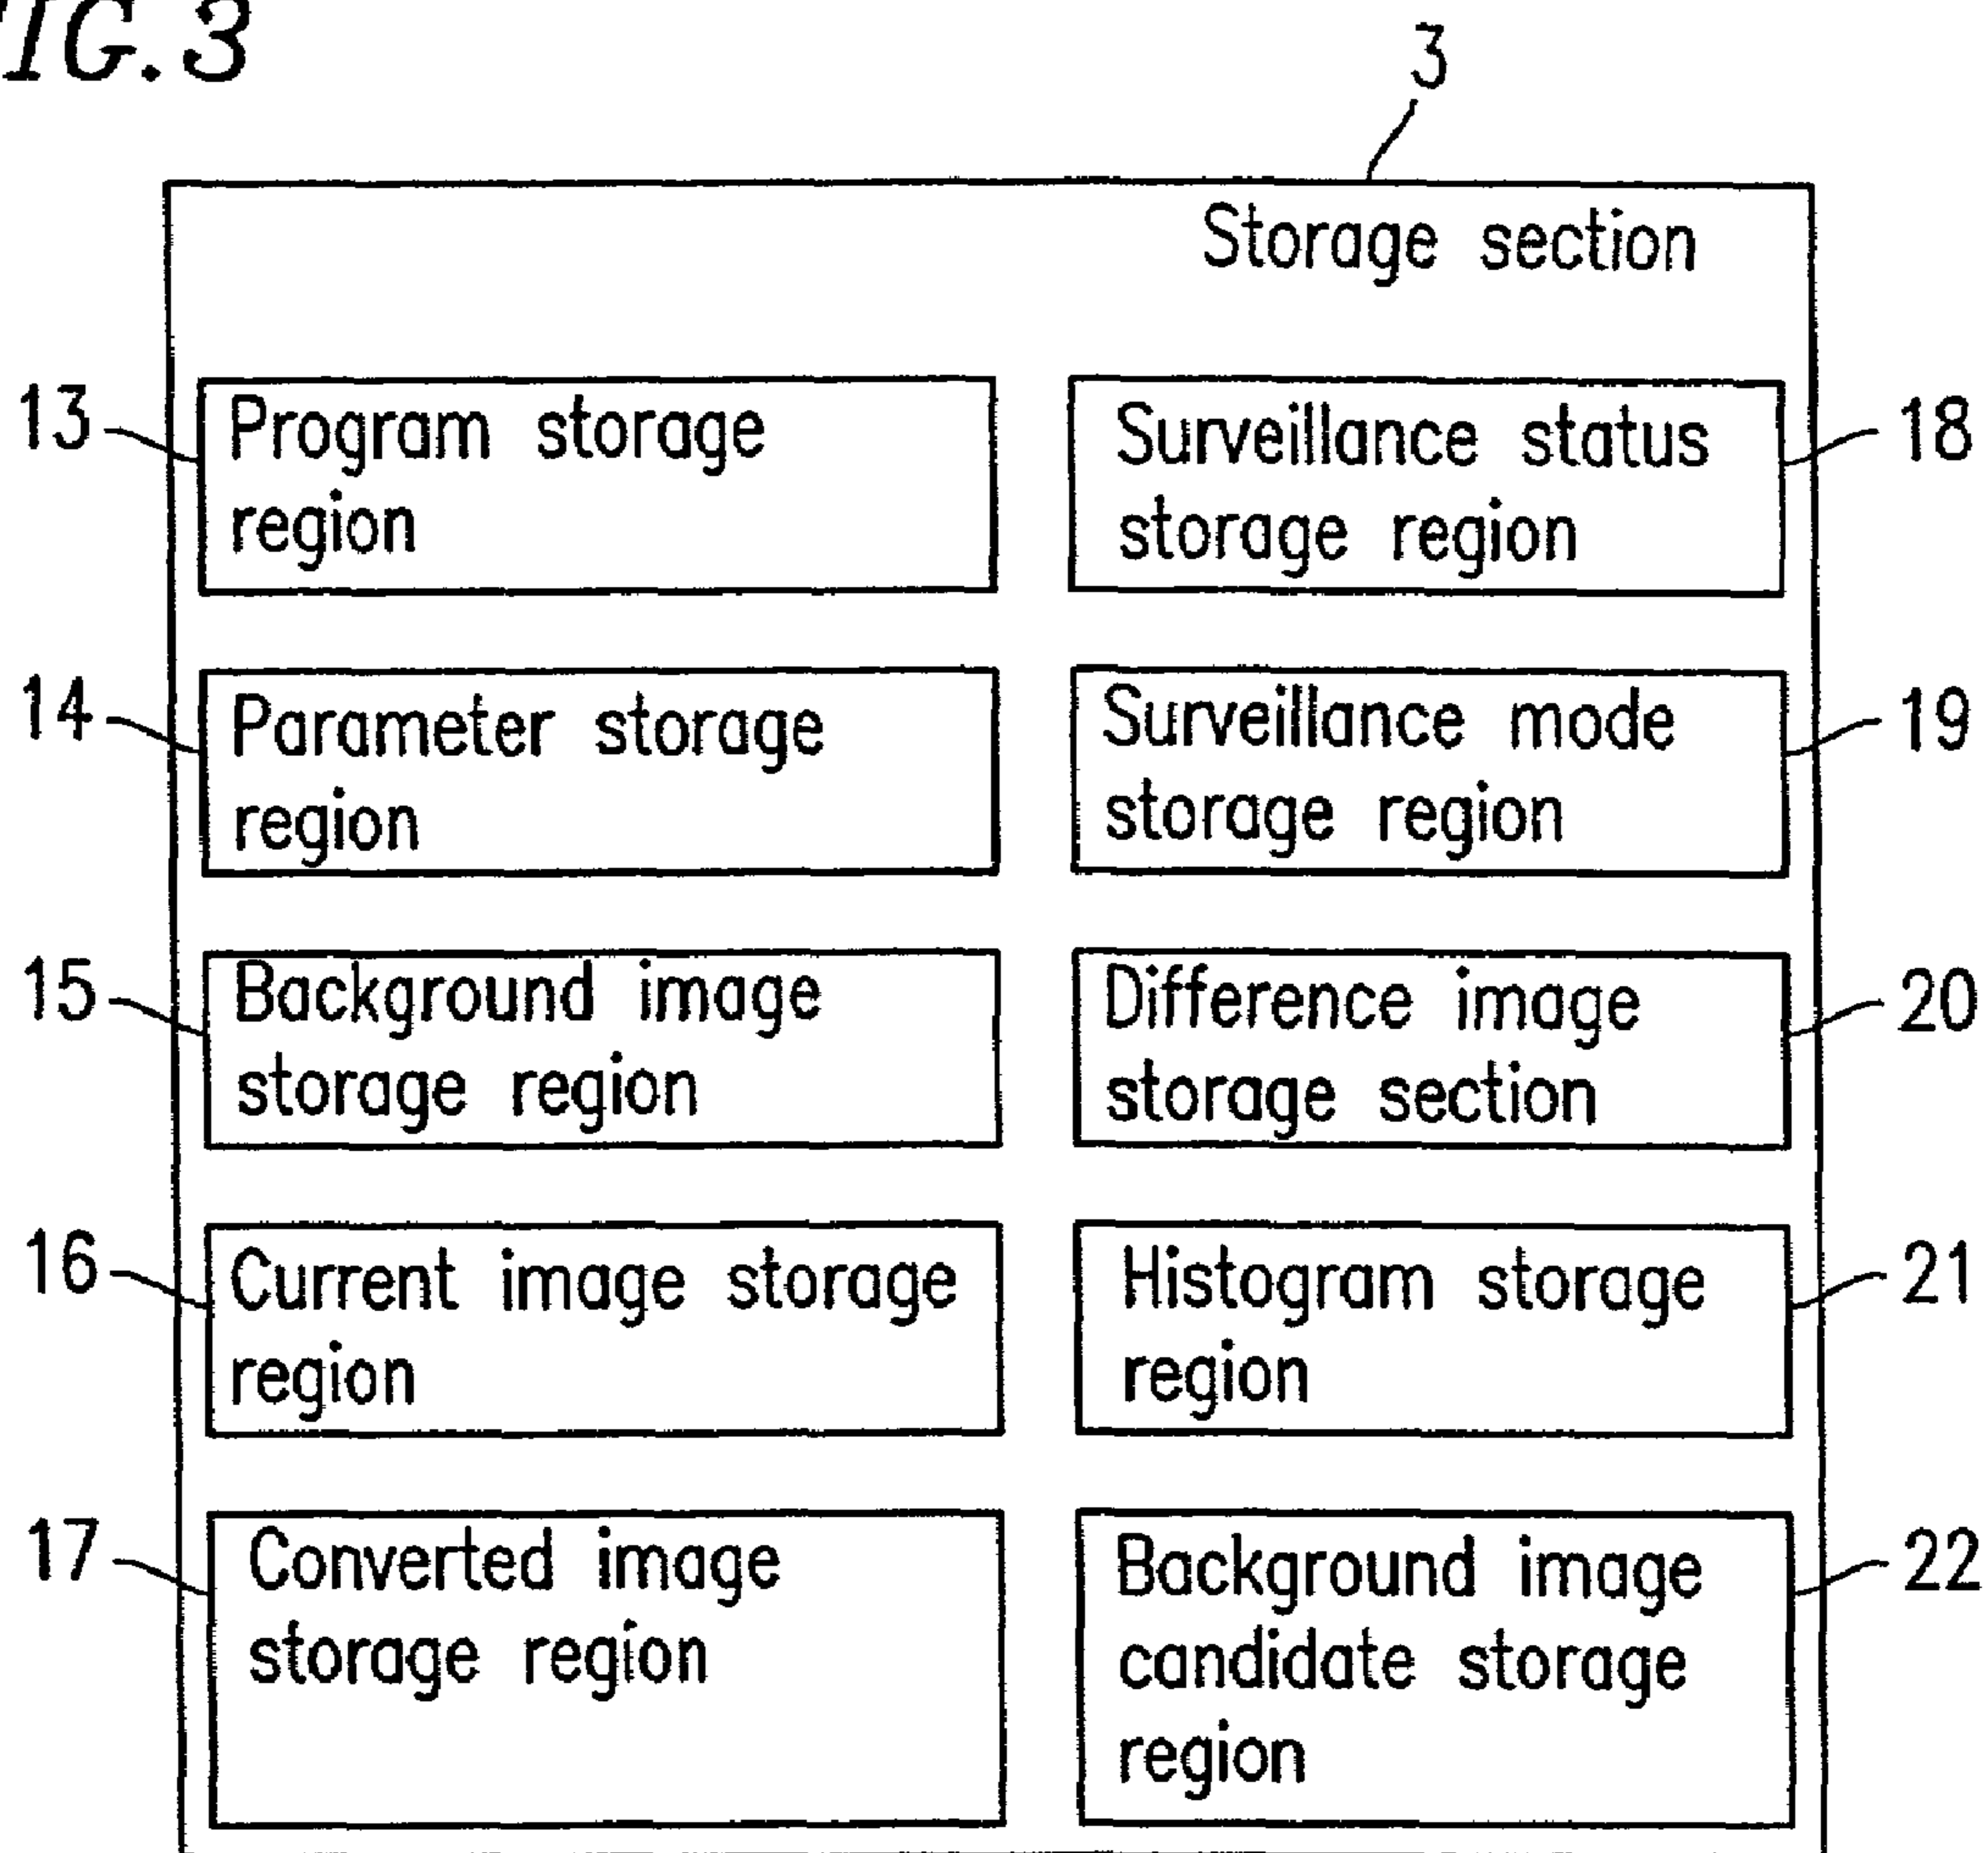 IG.3
3
Storage section
13
Program storage
region
14
Parameter storage
region
15
Background image
storage region
16
Current image storage
region
17
Converted image
storage region
Surveillance status
storage region
18
Surveillance mode
storage region
19
Difference image
storage section
20
Histogram storage
region
21
Background image
candidate storage
region
22